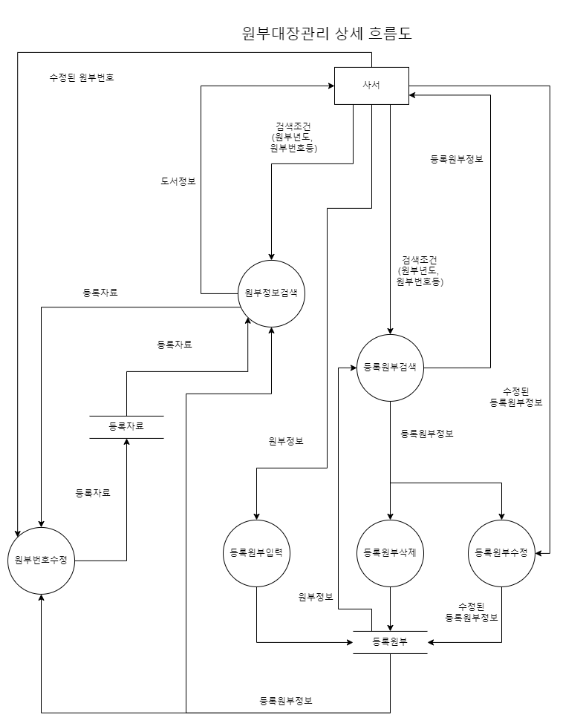 원부대장관리 상세 흐름도
수정된 원부번호
사서
검색조건
(원부년도,
원부번호등)
등록원부정보
도서정보
검색조건
(원부년도,
원부번호등)
등록자료
원부정보검색
등록자료
등록원부검색
수정된
등록원부정보
등록자료
원부정보
등록원부정보
등록자료
원부번호수정
등록원부입력
등록원부삭제
등록원부수정
원부정보
수정된
등록원부정보
등록원부
등록원부정보